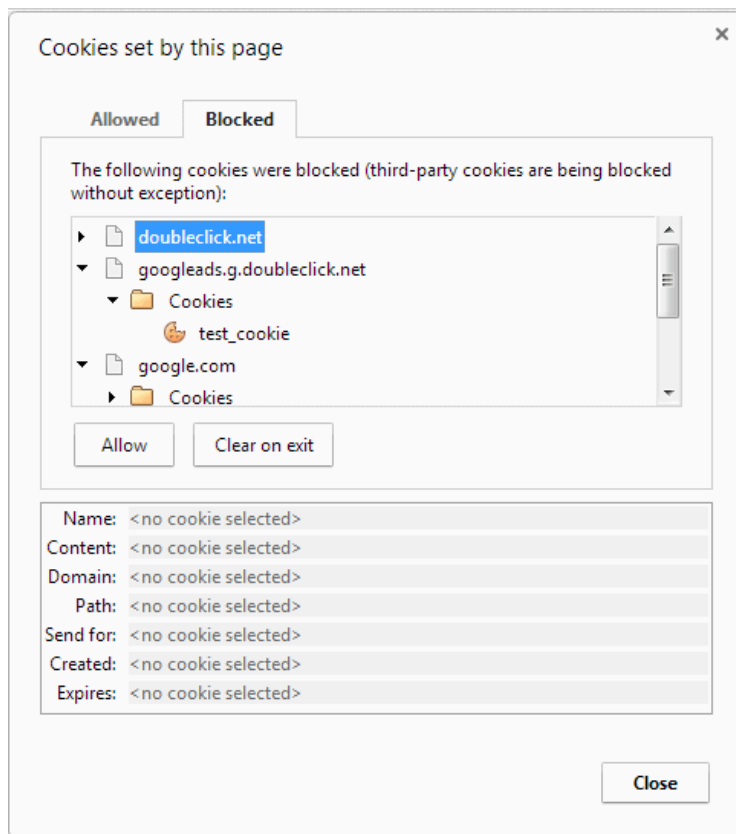 Cookies set by this page
Allowed
Blocked
The following cookies were blocked (third-party cookies are being blocked
without exception):
doubleclick.net
googleads.g.doubleclick.net
Cookies
test_cookie
google.com
Cookies
Allow
Clear on exit
Name: <no cookie selected>
Content: <no cookie selected>
Domain: <no cookie selected>
Path: <no cookie selected>
Send for: <no cookie selected>
Created: <no cookie selected>
Expires: <no cookie selected>
Close